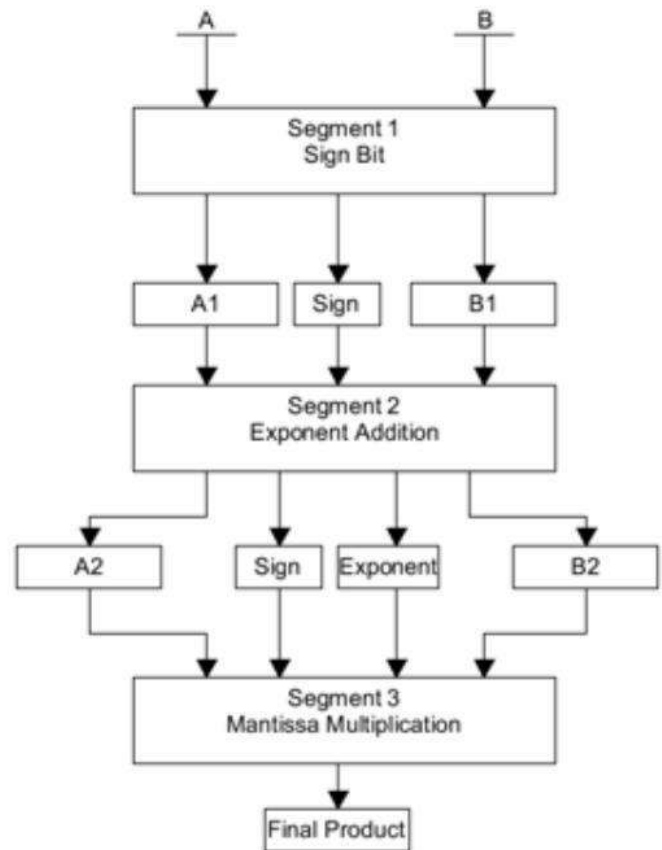 A
B
Segment 1
Sign Bit
A1
Sign
B1
Segment 2
Exponent Addition
A2
Sign
Exponent
B2
Segment 3
Mantissa Multiplication
Final Product